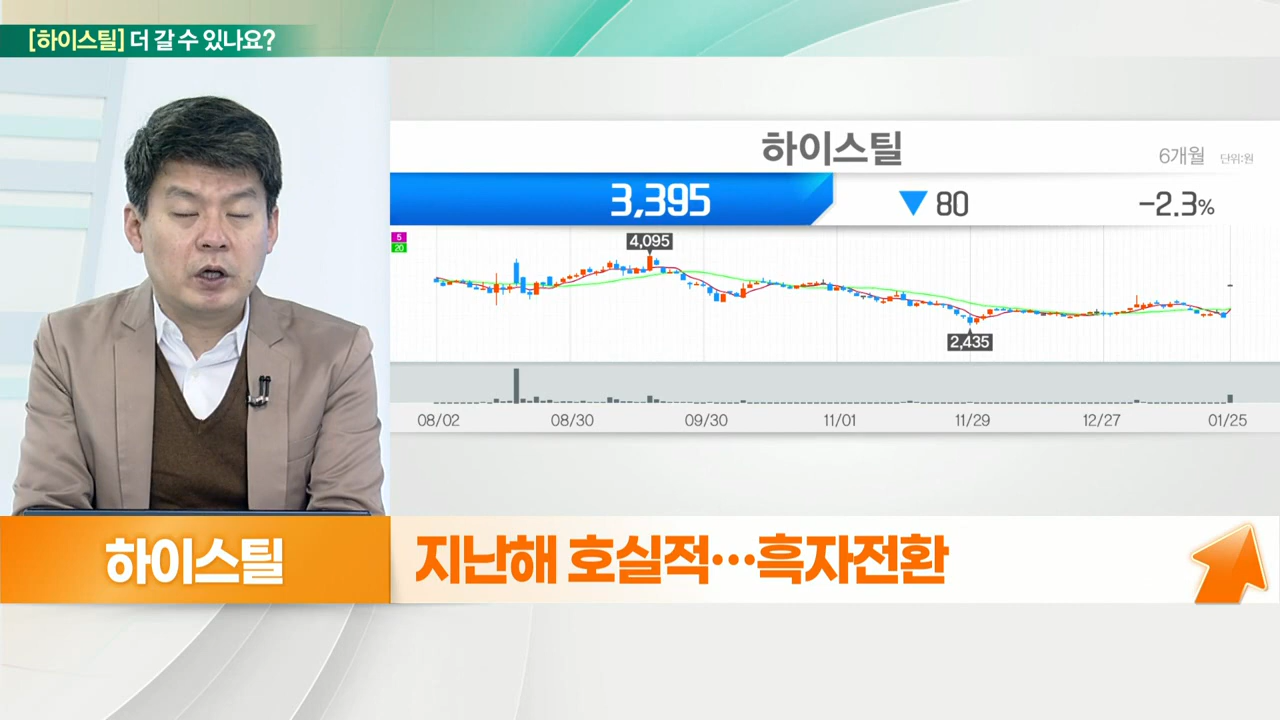 [하이스틸] 더 갈 수 있나요?
하이스틸
6개월 단위:원
3,395 ▼ 80 -2.3%
5
20
4,095
2,435
08/02 08/30 09/30 11/01 11/29 12/27 01/25
하이스틸 지난해 호실적…흑자전환